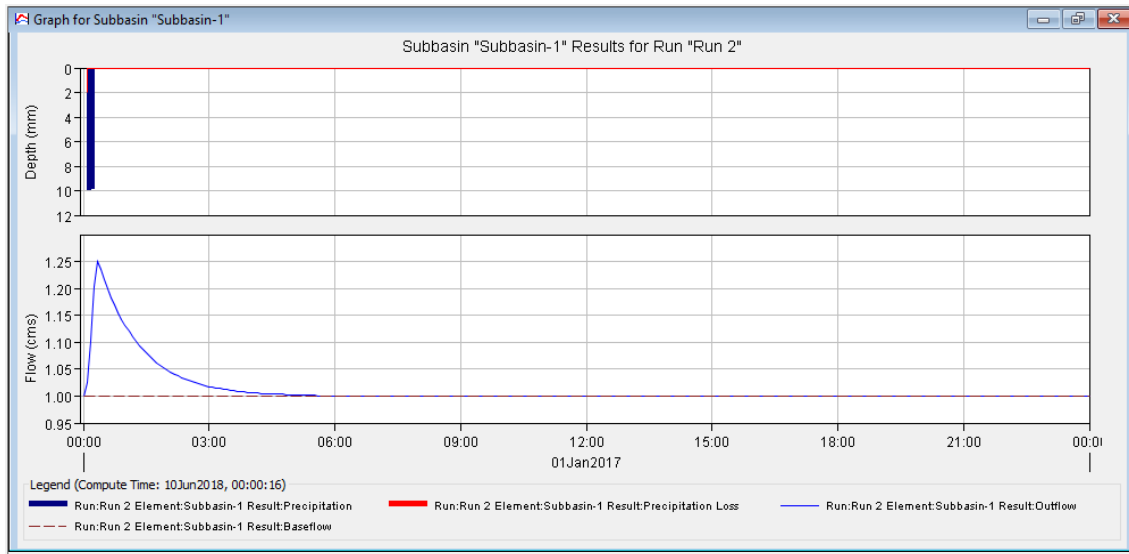 Graph for Subbasin "Subbasin-1"
Subbasin "Subbasin-1" Results for Run "Run 2"
Depth (mm)
0
2
4
6
8
10
12
Flow (cms)
1.25
1.20
1.15
1.10
1.05
1.00
0.95
00:00 03:00 06:00 09:00 12:00 15:00 18:00 21:00 00:0
01Jan2017
Legend (Compute Time: 10Jun2018, 00:00:16)
Run:Run 2 Element:Subbasin-1 Result:Precipitation Run:Run 2 Element:Subbasin-1 Result:Precipitation Loss Run:Run 2 Element:Subbasin-1 Result:Outflow
Run:Run 2 Element:Subbasin-1 Result:Baseflow